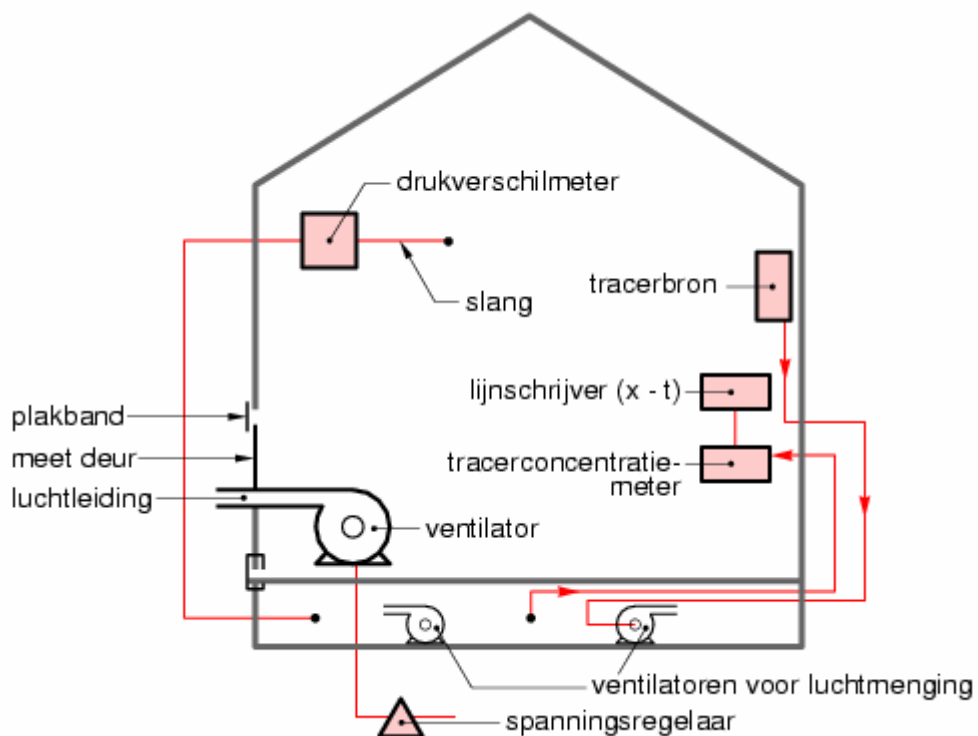 drukverschilmeter
slang
tracerbron
lijnschrijver (x - t)
plakband
meet deur
tracerconcentratie-
meter
luchtleiding
ventilator
ventilatoren voor luchtmenging
spanningsregelaar